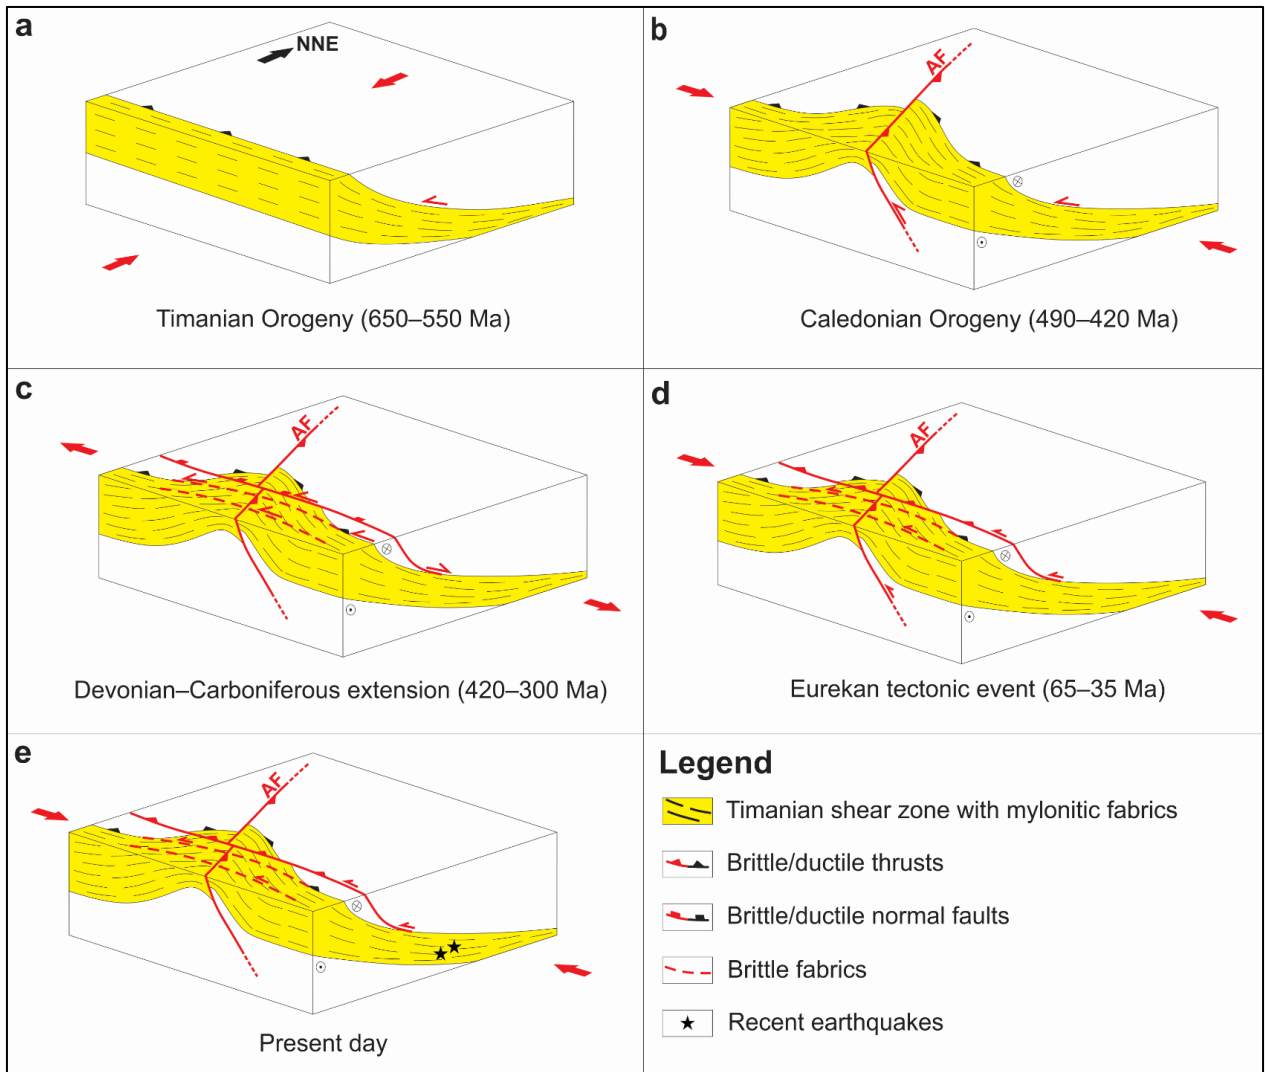 a
NNE
Timanian Orogeny (650–550 Ma)
b
AF
Caledonian Orogeny (490–420 Ma)
c
AF
Devonian–Carboniferous extension (420–300 Ma)
d
AF
Eurekan tectonic event (65–35 Ma)
e
AF
Present day
Legend
Timanian shear zone with mylonitic fabrics
Brittle/ductile thrusts
Brittle/ductile normal faults
Brittle fabrics
Recent earthquakes